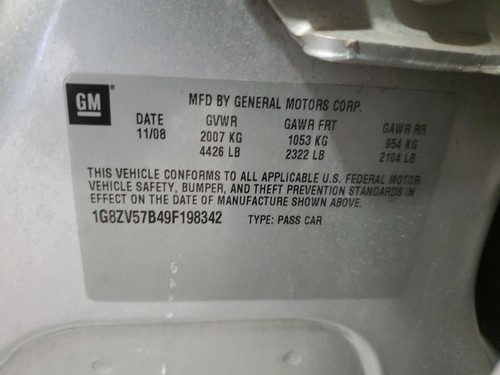 GM
MFD BY GENERAL MOTORS CORP.
DATE GVWR GAWR FRT GAWR RR
11/08 2007 KG 1053 KG 954 KG
4426 LB 2322 LB 2104 LB
THIS VEHICLE CONFORMS TO ALL APPLICABLE U.S. FEDERAL MOTOR
VEHICLE SAFETY, BUMPER, AND THEFT PREVENTION STANDARDS IN
EFFECT ON THE DATE OF MANUFACTURE SHOWN ABOVE.
1G8ZV57B49F198342 TYPE: PASS CAR